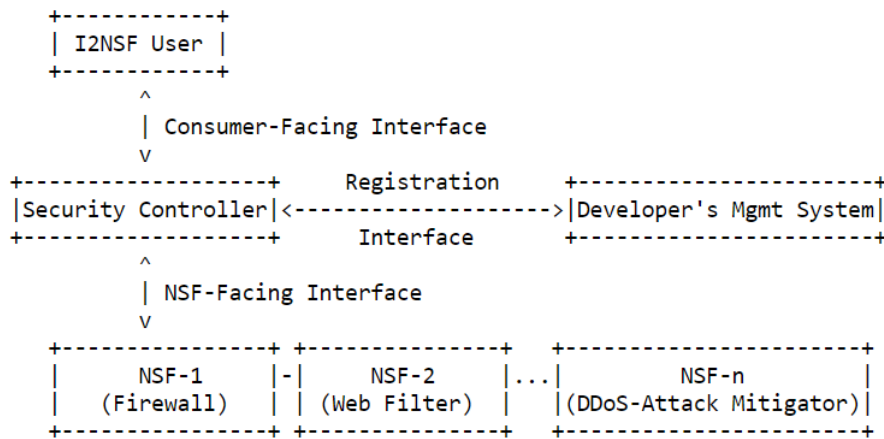 +------------+
| I2NSF User |
+------------+
^
| Consumer-Facing Interface
v
+-------------------+     Registration     +-----------------------+
|Security Controller|<-------------------->|Developer's Mgmt System|
+-------------------+      Interface       +-----------------------+
^
| NSF-Facing Interface
v
+----------------+ +---------------+   +-----------------------+
|      NSF-1     |-|     NSF-2     |...|         NSF-n         |
|   (Firewall)   | | (Web Filter)  |   |(DDoS-Attack Mitigator)|
+----------------+ +---------------+   +-----------------------+